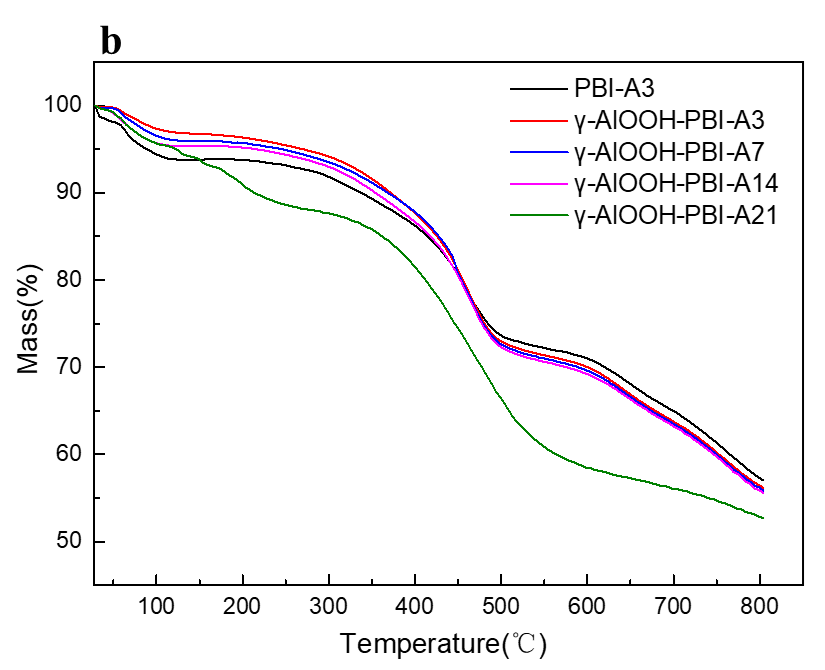 b
PBI-A3
γ-AlOOH-PBI-A3
γ-AlOOH-PBI-A7
γ-AlOOH-PBI-A14
γ-AlOOH-PBI-A21
100
90
80
70
60
50
Mass(%)
100 200 300 400 500 600 700 800
Temperature(℃)